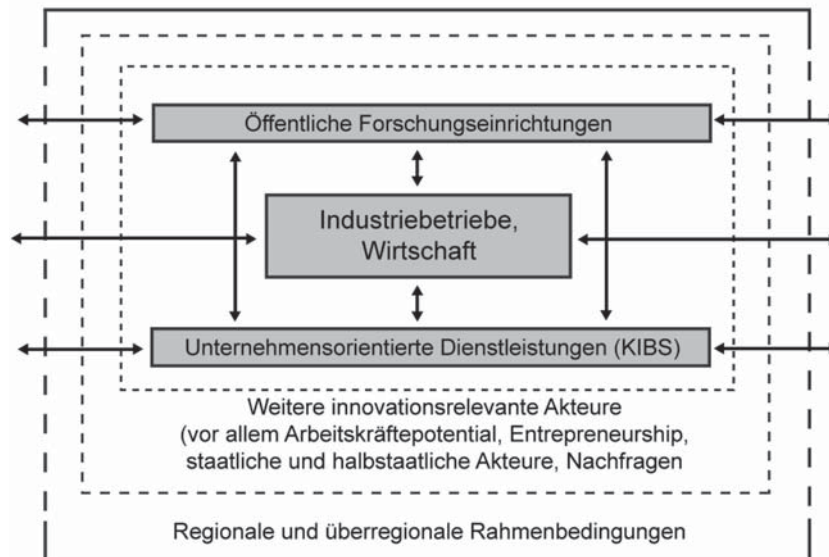 Öffentliche Forschungseinrichtungen
Industriebetriebe,
Wirtschaft
Unternehmensorientierte Dienstleistungen (KIBS)
Weitere innovationsrelevante Akteure
(vor allem Arbeitskräftepotential, Entrepreneurship,
staatliche und halbstaatliche Akteure, Nachfragen
Regionale und überregionale Rahmenbedingungen